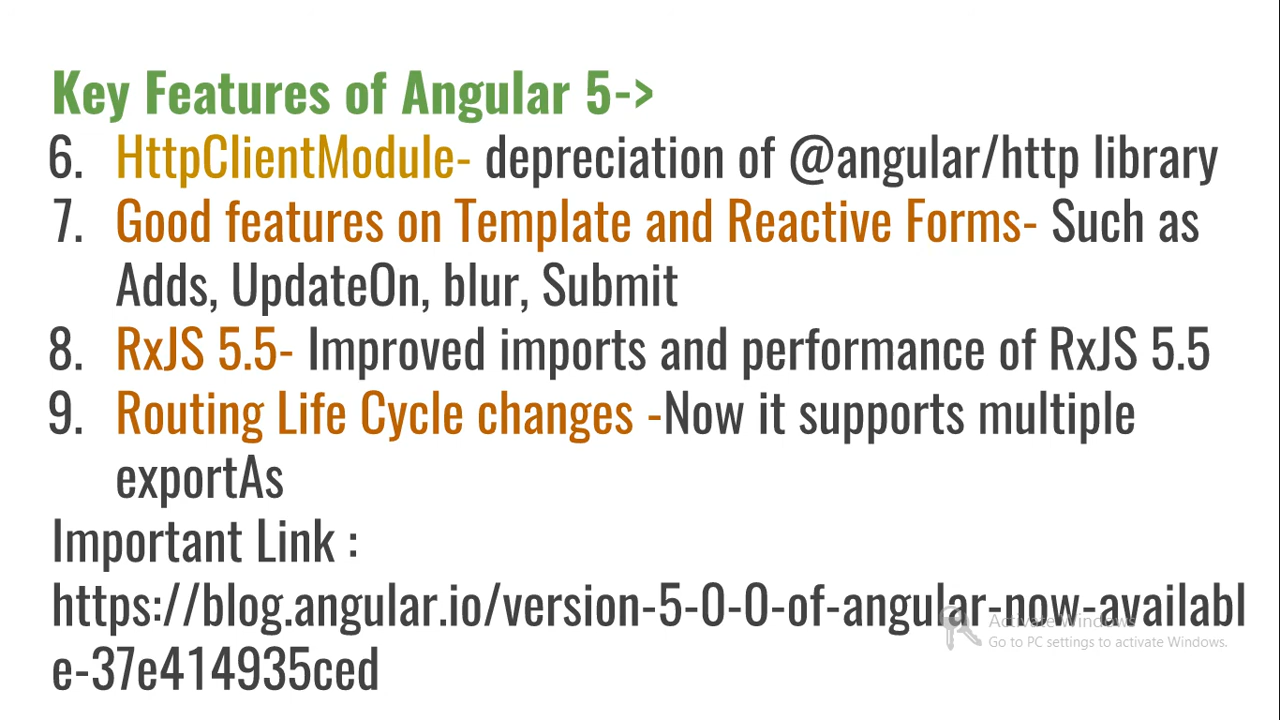 Key Features of Angular 5->
6. HttpClientModule- depreciation of @angular/http library
7. Good features on Template and Reactive Forms- Such as
Adds, UpdateOn, blur, Submit
8. RxJS 5.5- Improved imports and performance of RxJS 5.5
9. Routing Life Cycle changes -Now it supports multiple
exportAs
Important Link :
https://blog.angular.io/version-5-0-0-of-angular-now-availabl
e-37e414935ced
Activate Windows
Go to PC settings to activate Windows.